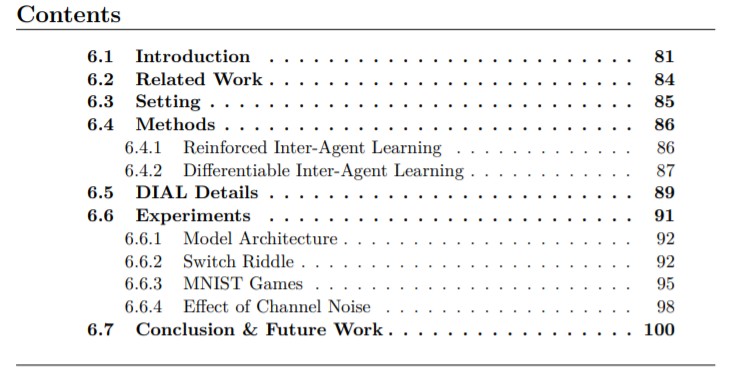 Contents
6.1 Introduction . . . . . . . . . . . . . . . . . . . . . . . . . 81
6.2 Related Work . . . . . . . . . . . . . . . . . . . . . . . . . 84
6.3 Setting . . . . . . . . . . . . . . . . . . . . . . . . . . . . 85
6.4 Methods . . . . . . . . . . . . . . . . . . . . . . . . . . . 86
6.4.1 Reinforced Inter-Agent Learning . . . . . . . . . . . . . 86
6.4.2 Differentiable Inter-Agent Learning . . . . . . . . . . . . 87
6.5 DIAL Details . . . . . . . . . . . . . . . . . . . . . . . . . 89
6.6 Experiments . . . . . . . . . . . . . . . . . . . . . . . . . 91
6.6.1 Model Architecture . . . . . . . . . . . . . . . . . . . . . 92
6.6.2 Switch Riddle . . . . . . . . . . . . . . . . . . . . . . . . 92
6.6.3 MNIST Games . . . . . . . . . . . . . . . . . . . . . . . 95
6.6.4 Effect of Channel Noise . . . . . . . . . . . . . . . . . . 98
6.7 Conclusion & Future Work . . . . . . . . . . . . . . . . . 100